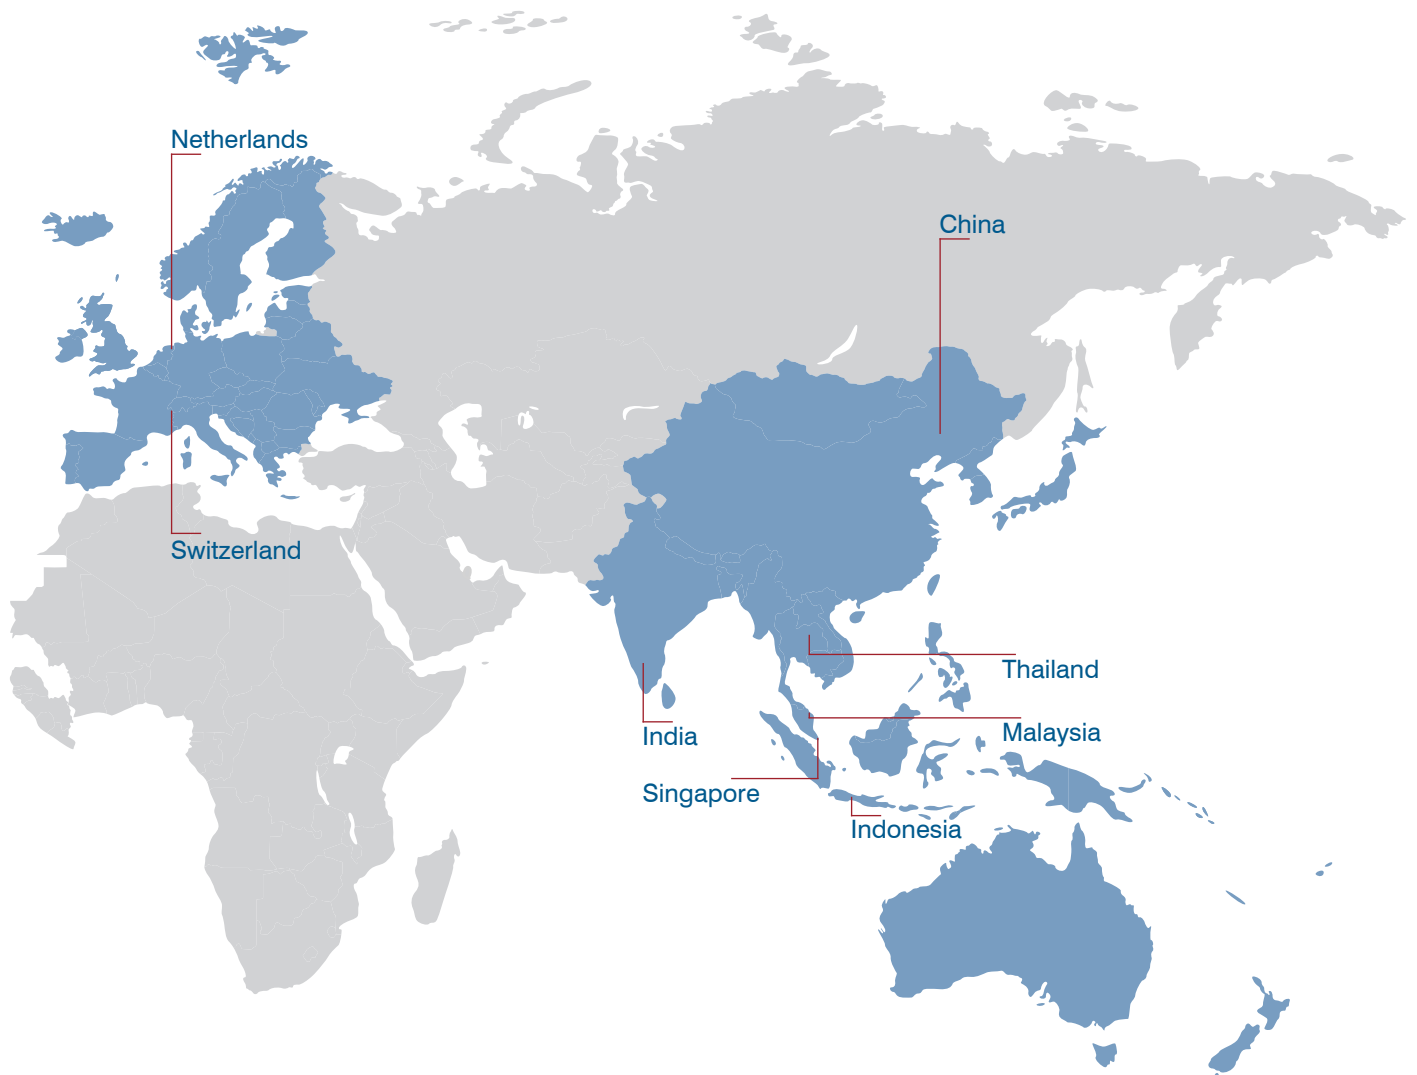 Netherlands
China
Switzerland
Thailand
Malaysia
India
Singapore
Indonesia